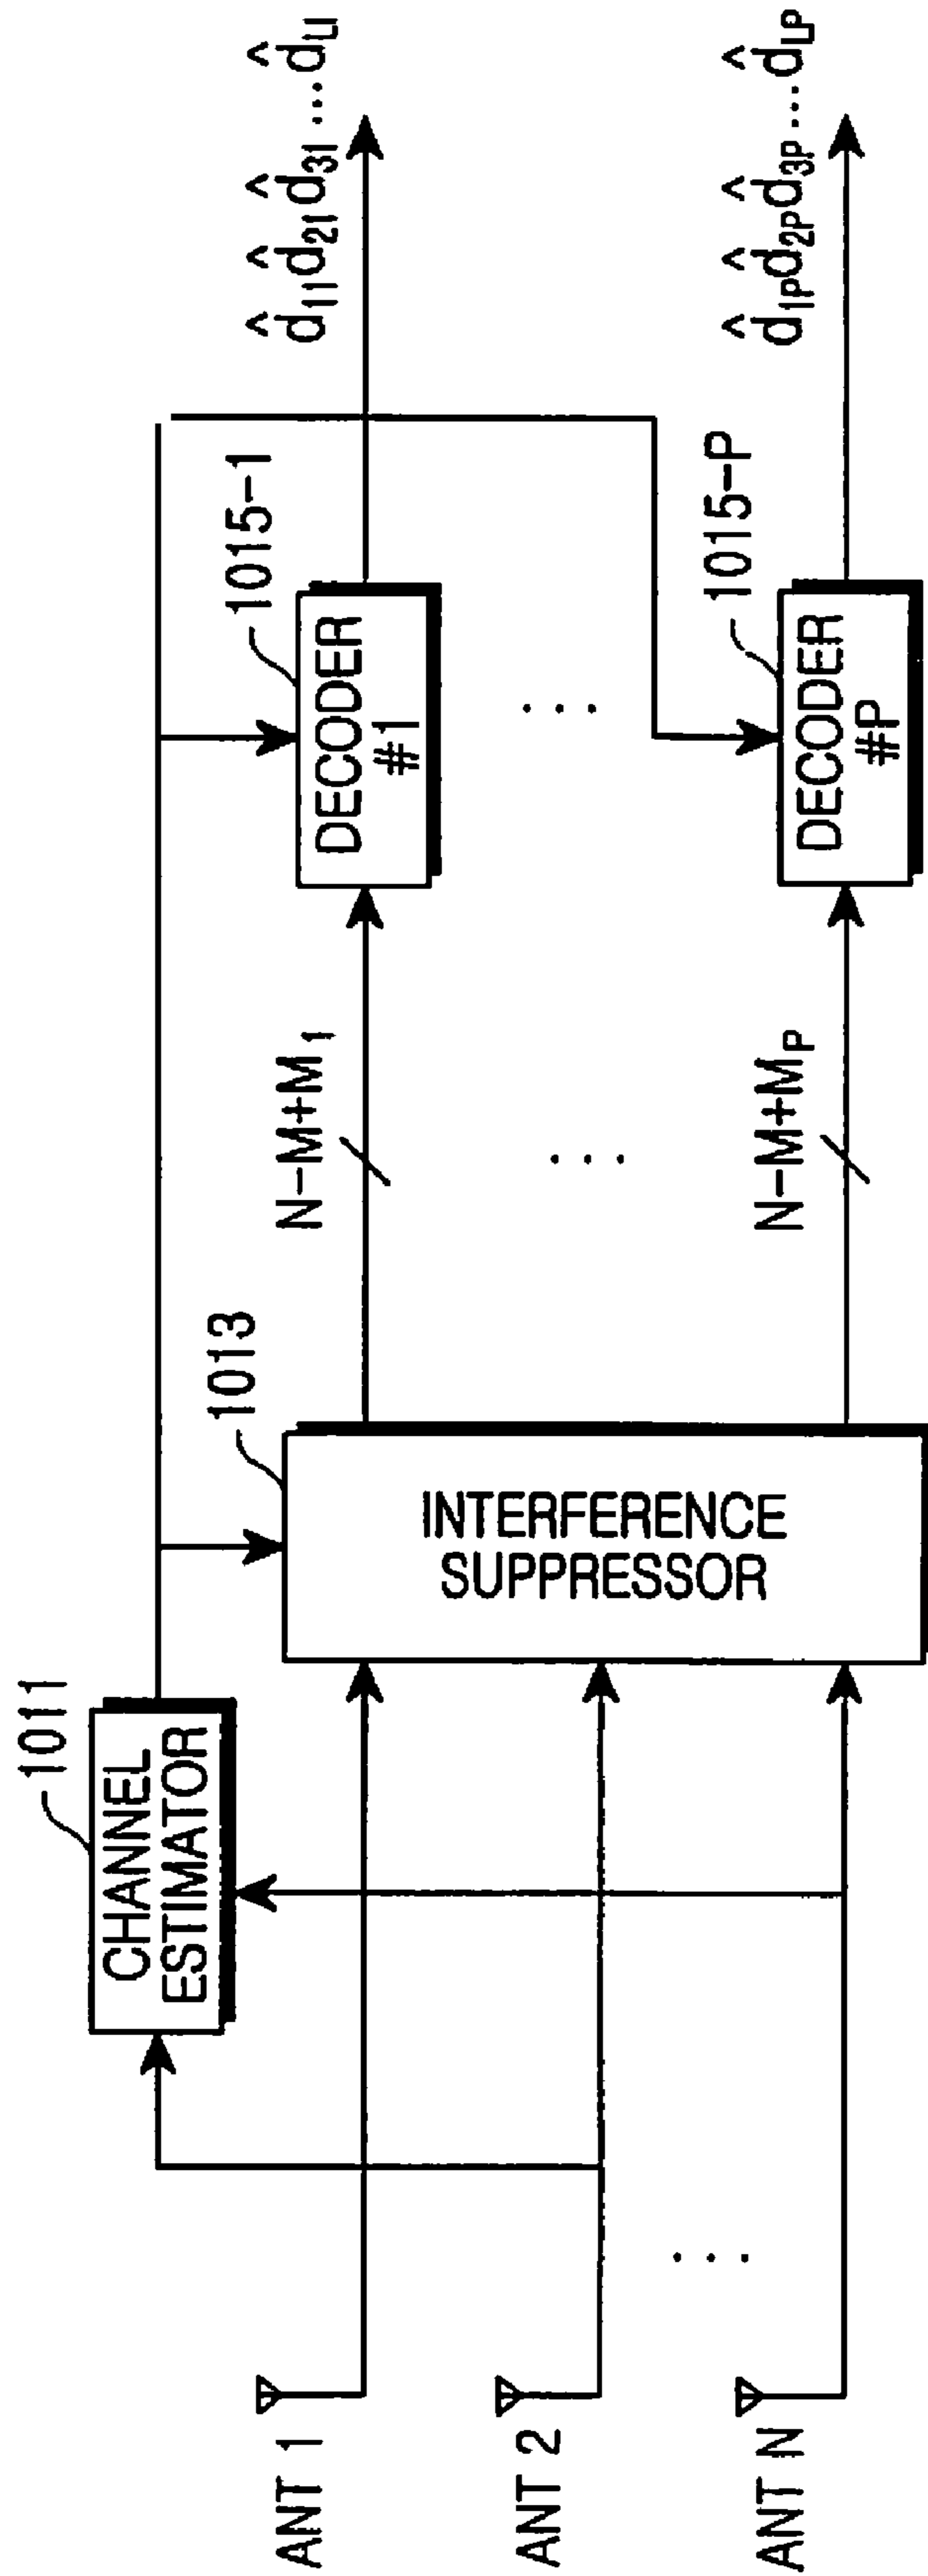 1011
CHANNEL
ESTIMATOR
1013
INTERFERENCE
SUPPRESSOR
ANT 1
ANT 2
...
ANT N
N-M+M₁
...
N-M+Mₚ
1015-1
DECODER
#1
...
1015-P
DECODER
#P
d̂₁₁d̂₂₁d̂₃₁...d̂L1
d̂1Pd̂2Pd̂3P...d̂LP